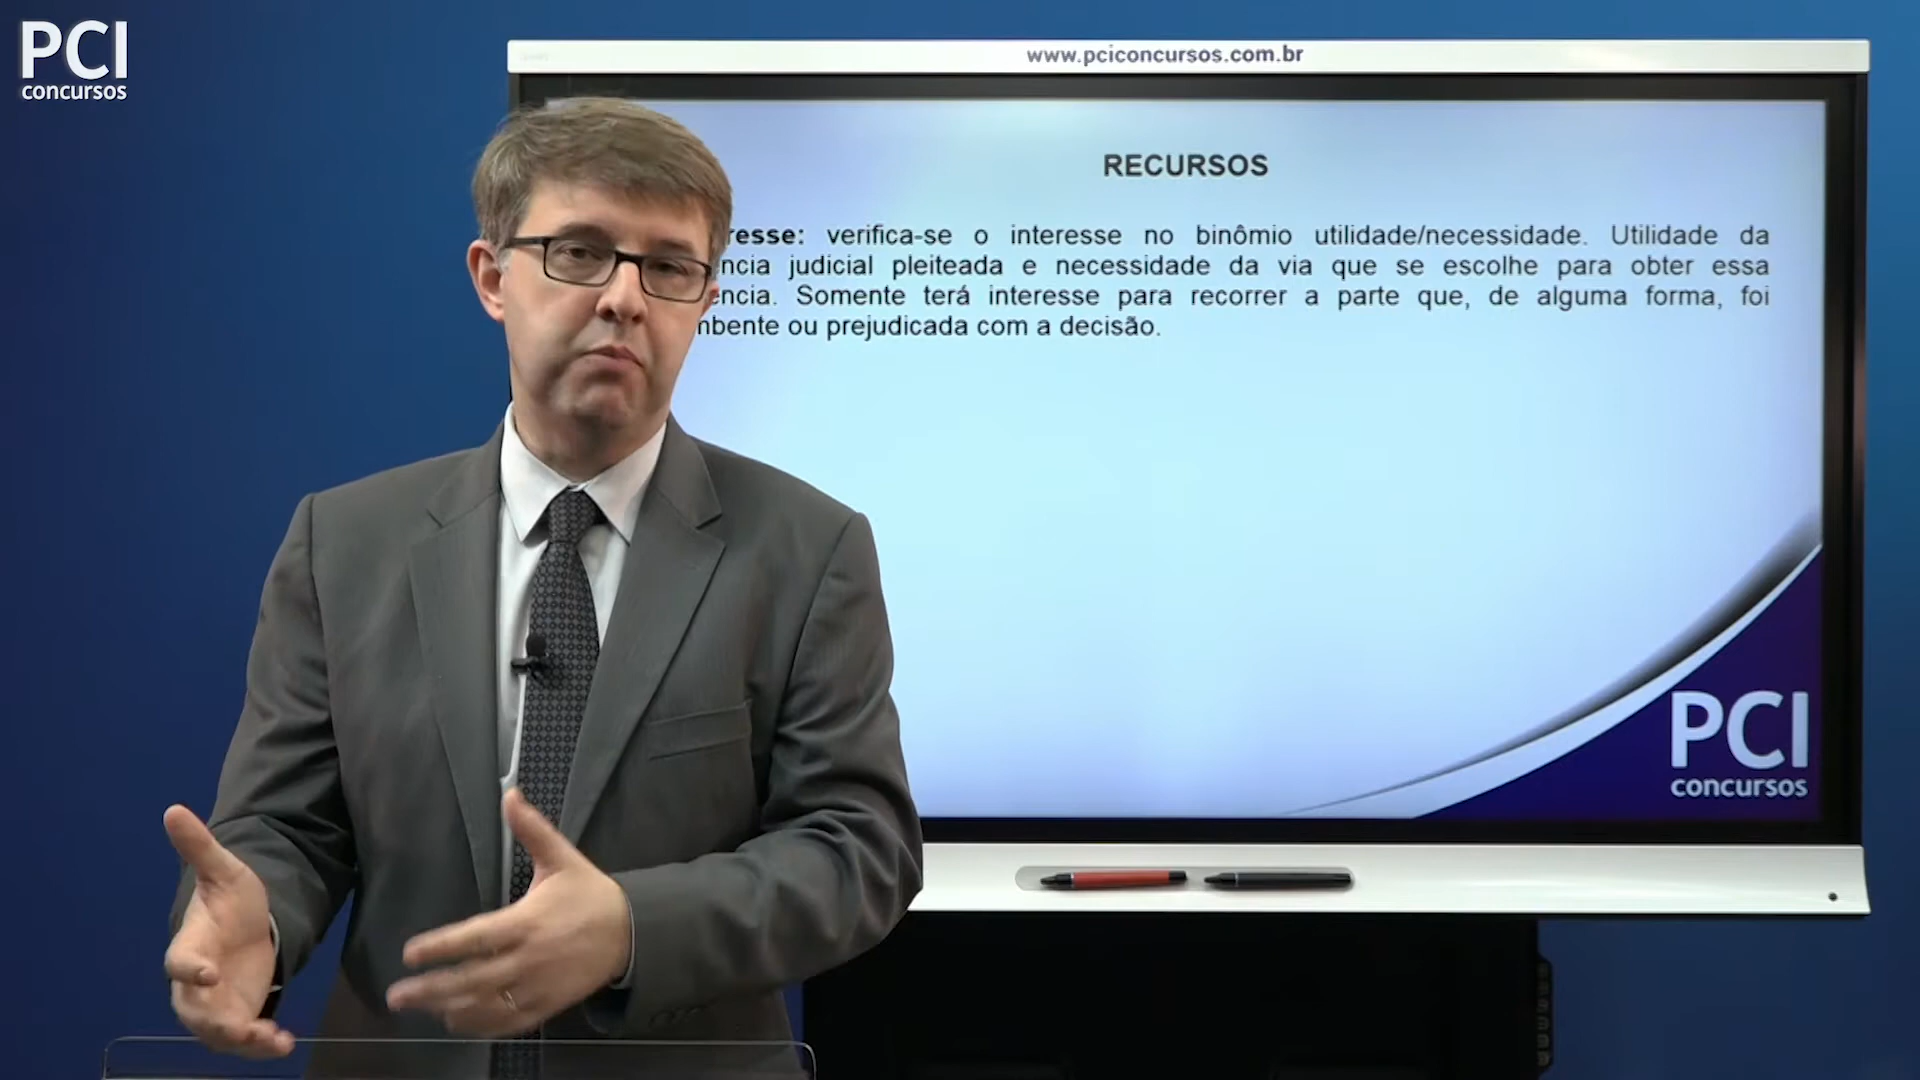 PCI
concursos
www.pciconcursos.com.br
RECURSOS
resse: verifica-se o interesse no binômio utilidade/necessidade. Utilidade da
ncia judicial pleiteada e necessidade da via que se escolhe para obter essa
ência. Somente terá interesse para recorrer a parte que, de alguma forma, foi
mbente ou prejudicada com a decisão.
PCI
concursos